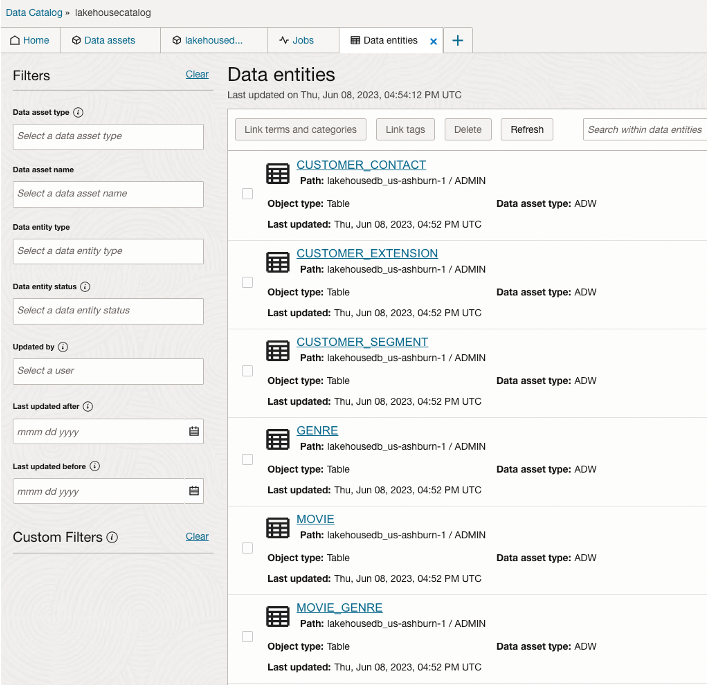 Data Catalog » lakehousecatalog
Home
Data assets
lakehoused...
Jobs
Data entities
Filters
Clear
Data asset type
Select a data asset type
Data asset name
Select a data asset name
Data entity type
Select a data entity type
Data entity status
Select a data entity status
Updated by
Select a user
Last updated after
mmm dd yyyy
Last updated before
mmm dd yyyy
Custom Filters
Clear
Data entities
Last updated on Thu, Jun 08, 2023, 04:54:12 PM UTC
Link terms and categories
Link tags
Delete
Refresh
Search within data entities
CUSTOMER_CONTACT
Path: lakehousedb_us-ashburn-1 / ADMIN
Object type: Table
Data asset type: ADW
Last updated: Thu, Jun 08, 2023, 04:52 PM UTC
CUSTOMER_EXTENSION
Path: lakehousedb_us-ashburn-1 / ADMIN
Object type: Table
Data asset type: ADW
Last updated: Thu, Jun 08, 2023, 04:52 PM UTC
CUSTOMER_SEGMENT
Path: lakehousedb_us-ashburn-1 / ADMIN
Object type: Table
Data asset type: ADW
Last updated: Thu, Jun 08, 2023, 04:52 PM UTC
GENRE
Path: lakehousedb_us-ashburn-1 / ADMIN
Object type: Table
Data asset type: ADW
Last updated: Thu, Jun 08, 2023, 04:52 PM UTC
MOVIE
Path: lakehousedb_us-ashburn-1 / ADMIN
Object type: Table
Data asset type: ADW
Last updated: Thu, Jun 08, 2023, 04:52 PM UTC
MOVIE_GENRE
Path: lakehousedb_us-ashburn-1 / ADMIN
Object type: Table
Data asset type: ADW
Last updated: Thu, Jun 08, 2023, 04:52 PM UTC